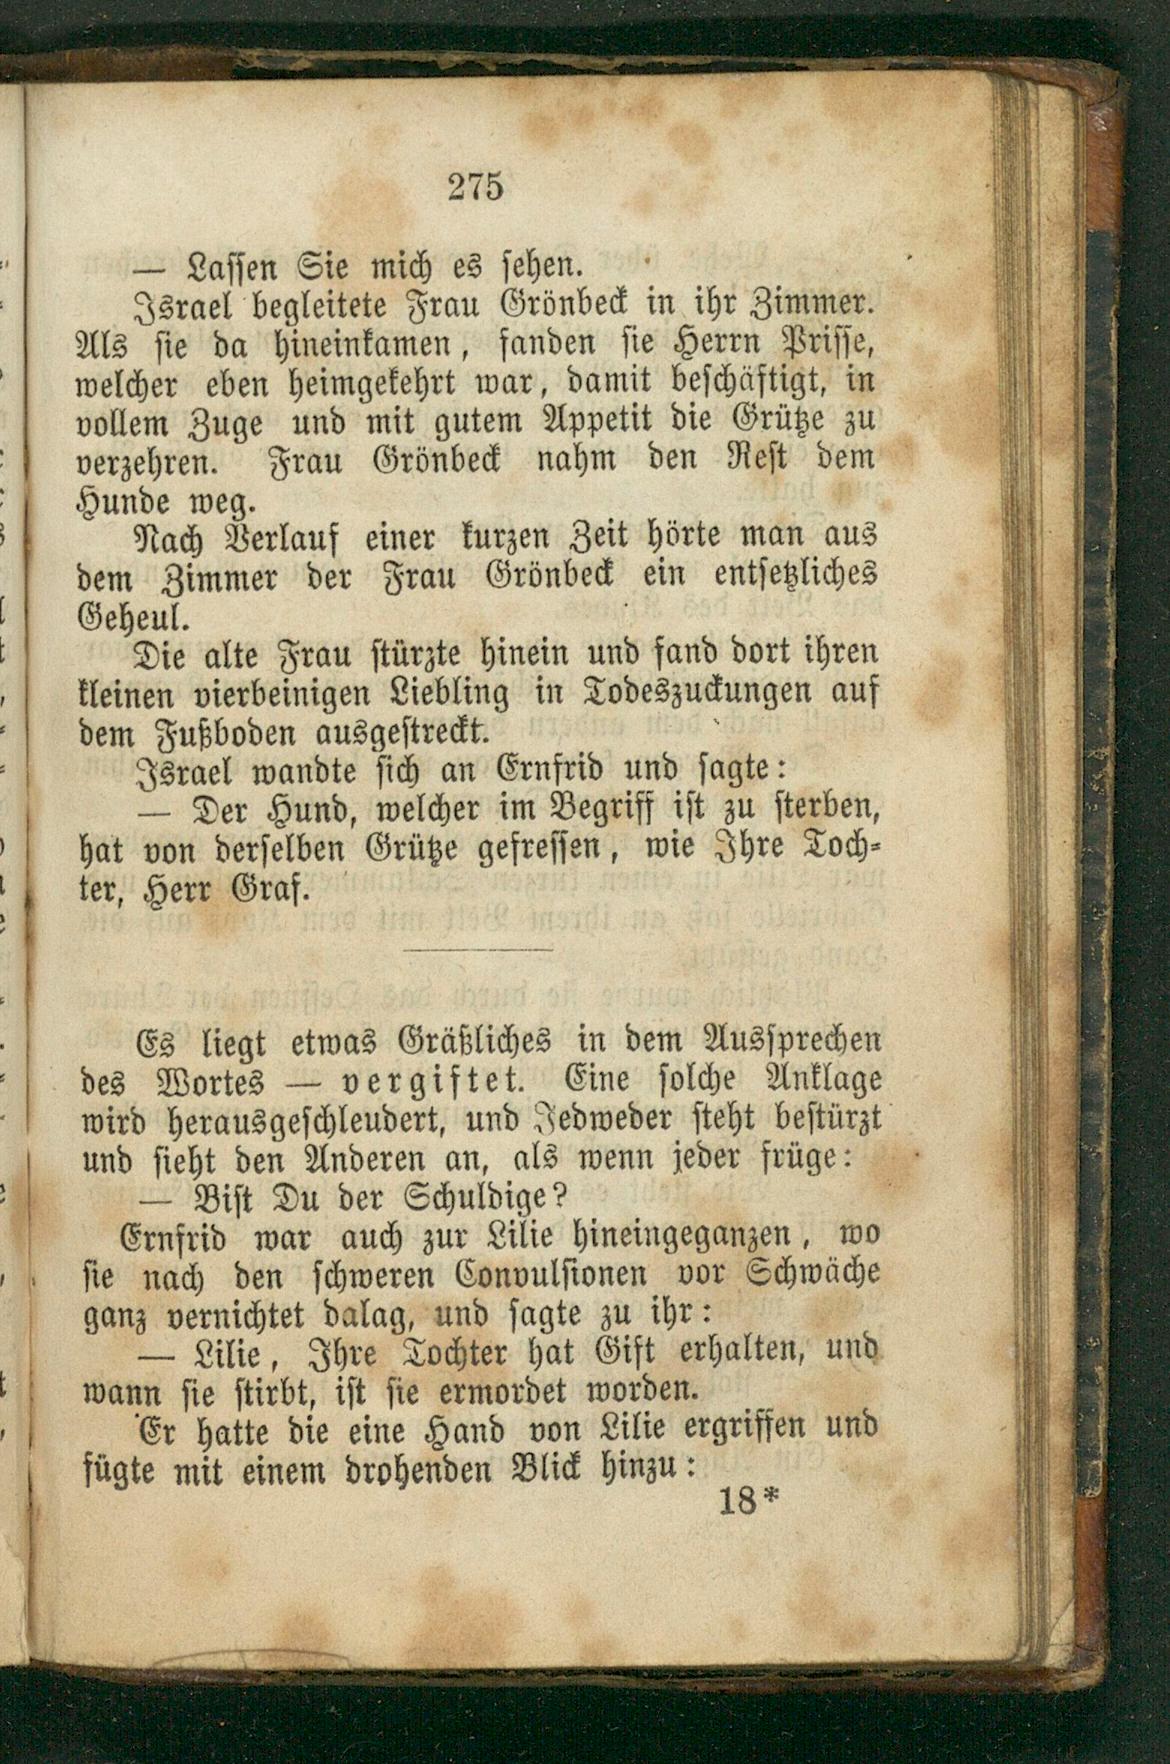 275
— Lassen Sie mich es sehen.
Israel begleitete Frau Grönbeck in ihr Zimmer.
Als sie da hineinkamen, fanden sie Herrn Prisse,
welcher eben heimgekehrt war, damit beschäftigt, in
vollem Zuge und mit gutem Appetit die Grütze zu
verzehren. Frau Grönbeck nahm den Rest dem
Hunde weg.
Nach Verlauf einer kurzen Zeit hörte man aus
dem Zimmer der Frau Grönbeck ein entsetzliches
Geheul.
Die alte Frau stürzte hinein und fand dort ihren
kleinen vierbeinigen Liebling in Todeszuckungen auf
dem Fußboden ausgestreckt.
Israel wandte sich an Ernfrid und sagte:
— Der Hund, welcher im Begriff ist zu sterben,
hat von derselben Grütze gefressen, wie Ihre Toch-
ter, Herr Graf.
Es liegt etwas Gräßliches in dem Aussprechen
des Wortes — vergiftet. Eine solche Anklage
wird herausgeschleudert, und Jedweder steht bestürzt
und sieht den Anderen an, als wenn jeder früge:
— Bist Du der Schuldige?
Ernfrid war auch zur Lilie hineingeganzen, wo
sie nach den schweren Convulsionen vor Schwäche
ganz vernichtet dalag, und sagte zu ihr:
— Lilie, Ihre Tochter hat Gift erhalten, und
wann sie stirbt, ist sie ermordet worden.
Er hatte die eine Hand von Lilie ergriffen und
fügte mit einem drohenden Blick hinzu:
18*